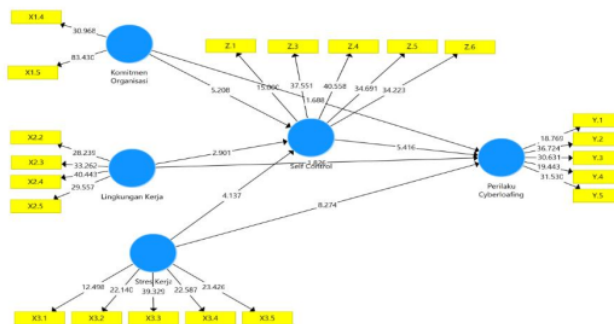 X1.4
30.968
83.430
X1.5
Komitmen
Organisasi
Z.1
Z.3
Z.4
Z.5
Z.6
37.551
40.558
34.691
34.223
1.688
5.208
X2.2
X2.3
X2.4
X2.5
28.239
33.262
40.443
29.557
Lingkungan Kerja
2.901
Self Control
5.416
4.137
8.274
Y.1
Y.2
Y.3
Y.4
Y.5
18.769
36.724
30.631
19.443
31.530
Perilaku
Cyberloafing
Stres Kerja
12.498
22.140
39.329
22.587
23.426
X3.1
X3.2
X3.3
X3.4
X3.5